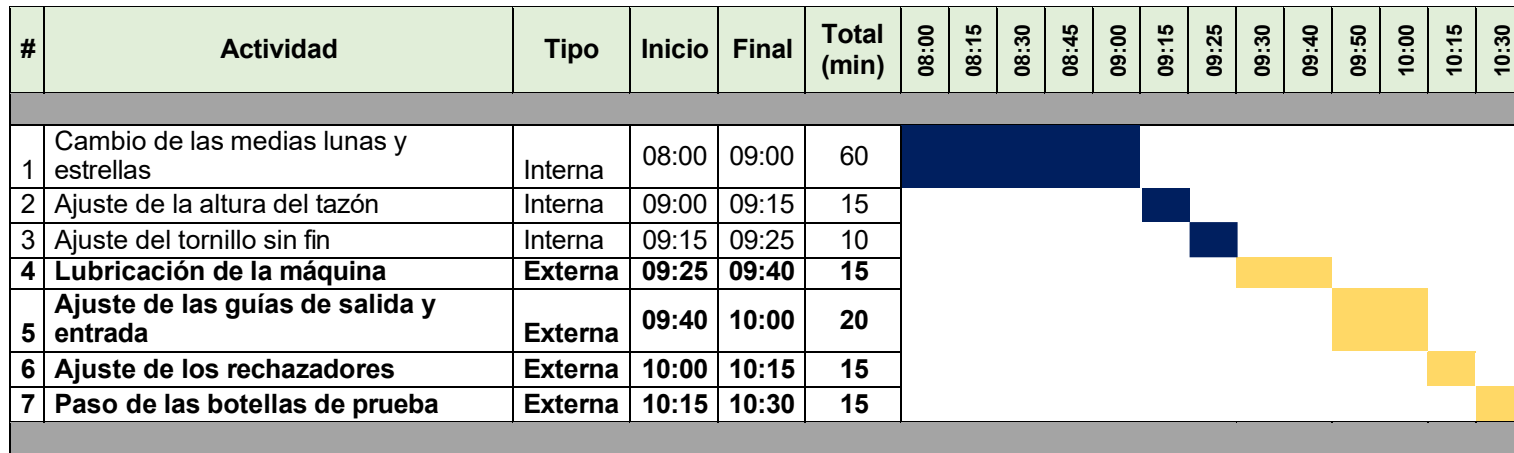 # Actividad Tipo Inicio Final Total (min) 08:00 08:15 08:30 08:45 09:00 09:15 09:25 09:30 09:40 09:50 10:00 10:15 10:30
1 Cambio de las medias lunas y estrellas Interna 08:00 09:00 60
2 Ajuste de la altura del tazón Interna 09:00 09:15 15
3 Ajuste del tornillo sin fin Interna 09:15 09:25 10
4 Lubricación de la máquina Externa 09:25 09:40 15
5 Ajuste de las guías de salida y entrada Externa 09:40 10:00 20
6 Ajuste de los rechazadores Externa 10:00 10:15 15
7 Paso de las botellas de prueba Externa 10:15 10:30 15